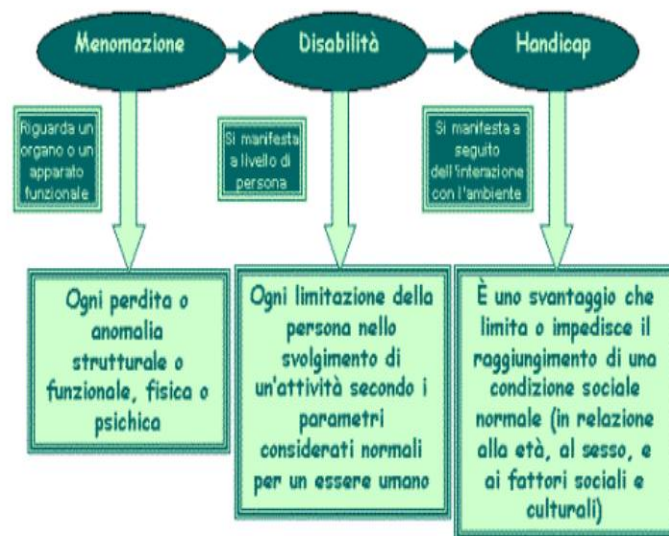 Menomazione
Disabilità
Handicap
Riguarda un
organo o un
apparato
funzionale
Si manifesta
a livello di
persona
Si manifesta a
seguito
dell'interazione
con l'ambiente
Ogni perdita o
anomalia
strutturale o
funzionale, fisica o
psichica
Ogni limitazione della
persona nello
svolgimento di
un'attività secondo i
parametri
considerati normali
per un essere umano
È uno svantaggio che
limita o impedisce il
raggiungimento di una
condizione sociale
normale (in relazione
alla età, al sesso, e
ai fattori sociali e
culturali)